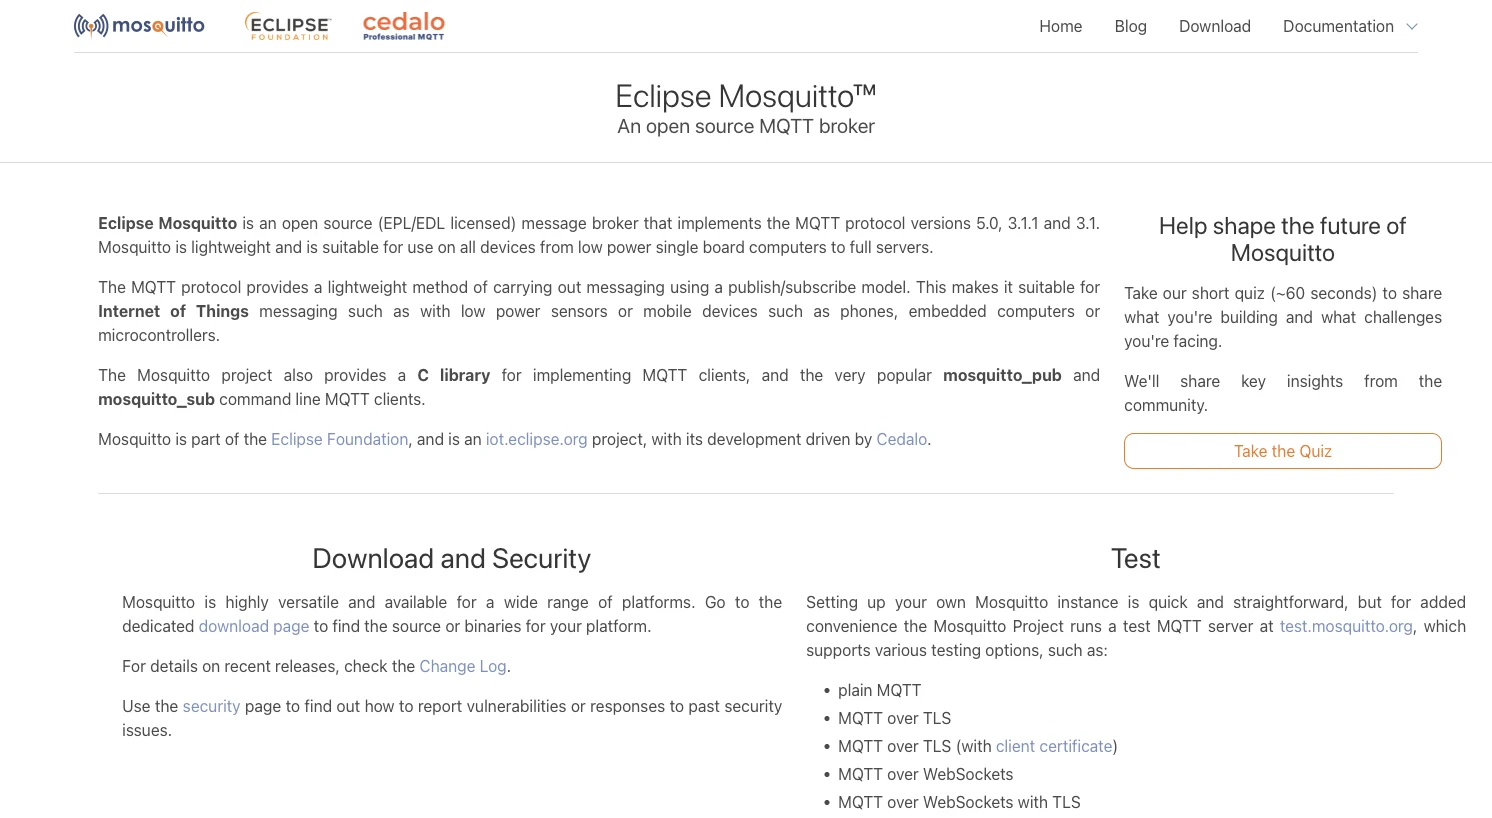 mosquitto ECLIPSE FOUNDATION cedalo Professional MQTT Home Blog Download Documentation
Eclipse Mosquitto™
An open source MQTT broker
Eclipse Mosquitto is an open source (EPL/EDL licensed) message broker that implements the MQTT protocol versions 5.0, 3.1.1 and 3.1.
Mosquitto is lightweight and is suitable for use on all devices from low power single board computers to full servers.
The MQTT protocol provides a lightweight method of carrying out messaging using a publish/subscribe model. This makes it suitable for
Internet of Things messaging such as with low power sensors or mobile devices such as phones, embedded computers or
microcontrollers.
The Mosquitto project also provides a C library for implementing MQTT clients, and the very popular mosquitto_pub and
mosquitto_sub command line MQTT clients.
Mosquitto is part of the Eclipse Foundation, and is an iot.eclipse.org project, with its development driven by Cedalo.
Help shape the future of
Mosquitto
Take our short quiz (~60 seconds) to share
what you're building and what challenges
you're facing.
We'll share key insights from the
community.
Take the Quiz
Download and Security
Mosquitto is highly versatile and available for a wide range of platforms. Go to the
dedicated download page to find the source or binaries for your platform.
For details on recent releases, check the Change Log.
Use the security page to find out how to report vulnerabilities or responses to past security
issues.
Test
Setting up your own Mosquitto instance is quick and straightforward, but for added
convenience the Mosquitto Project runs a test MQTT server at test.mosquitto.org, which
supports various testing options, such as:
• plain MQTT
• MQTT over TLS
• MQTT over TLS (with client certificate)
• MQTT over WebSockets
• MQTT over WebSockets with TLS